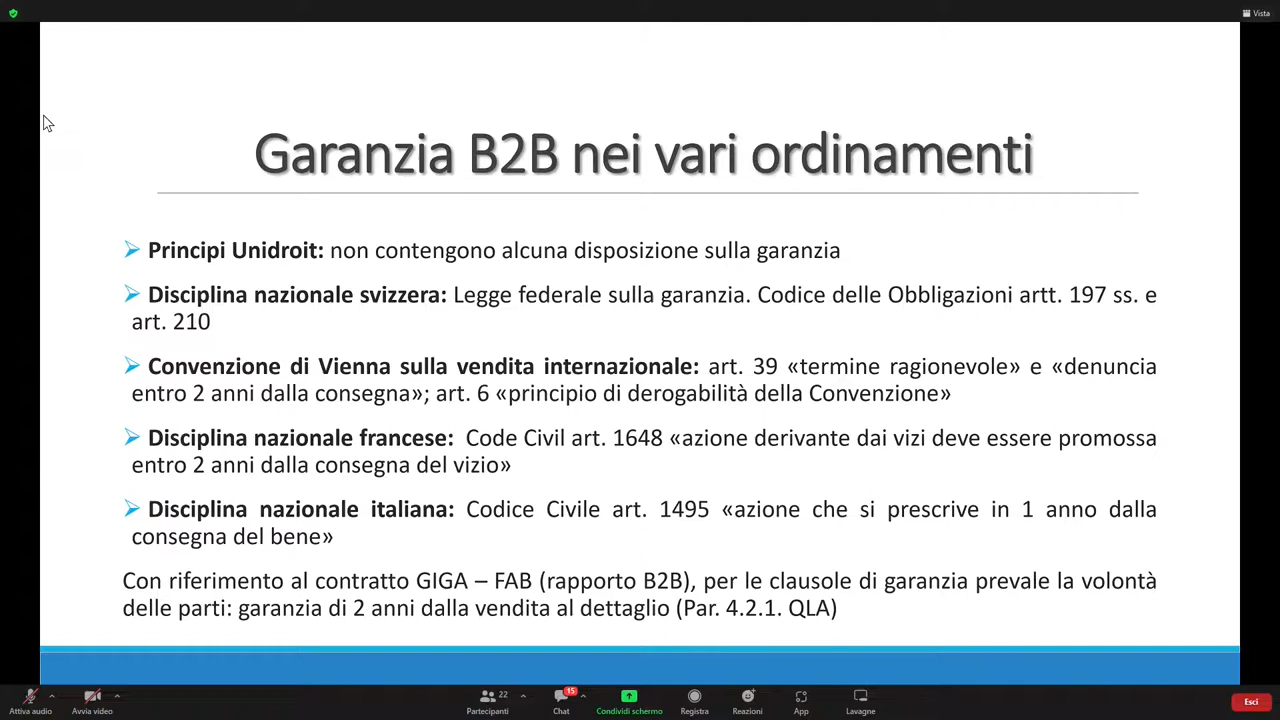 Vista
Garanzia B2B nei vari ordinamenti
Principi Unidroit: non contengono alcuna disposizione sulla garanzia
Disciplina nazionale svizzera: Legge federale sulla garanzia. Codice delle Obbligazioni artt. 197 ss. e
art. 210
Convenzione di Vienna sulla vendita internazionale: art. 39 «termine ragionevole» e «denuncia
entro 2 anni dalla consegna»; art. 6 «principio di derogabilità della Convenzione»
Disciplina nazionale francese: Code Civil art. 1648 «azione derivante dai vizi deve essere promossa
entro 2 anni dalla consegna del vizio»
Disciplina nazionale italiana: Codice Civile art. 1495 «azione che si prescrive in 1 anno dalla
consegna del bene»
Con riferimento al contratto GIGA – FAB (rapporto B2B), per le clausole di garanzia prevale la volontà
delle parti: garanzia di 2 anni dalla vendita al dettaglio (Par. 4.2.1. QLA)
22
15
Attiva audio
Avvia video
Partecipanti
Chat
Condividi schermo
Registra
Reazioni
App
Lavagne
Esci